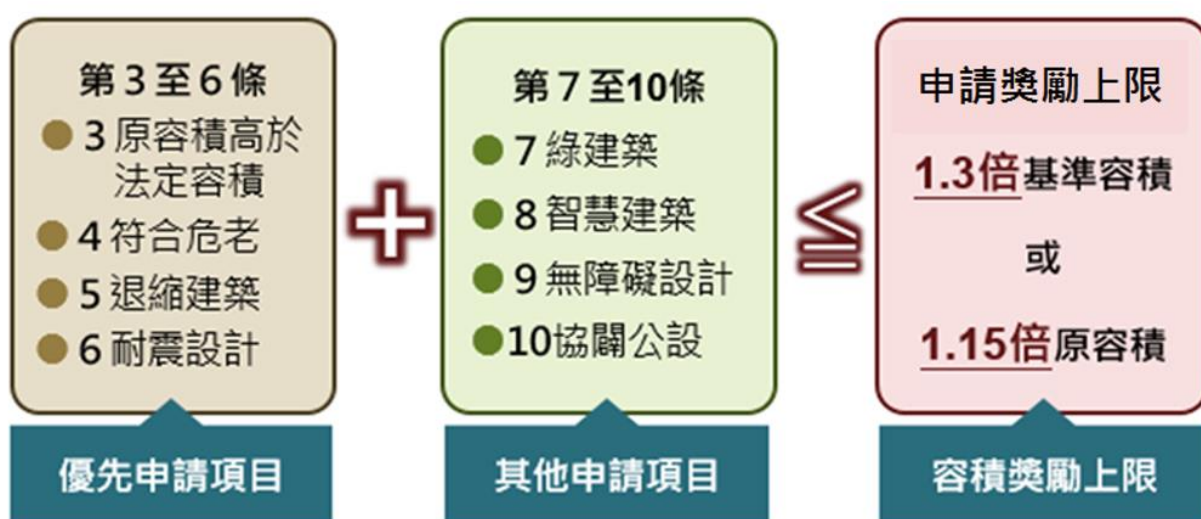 第3至6條
3 原容積高於
法定容積
4 符合危老
5 退縮建築
6 耐震設計
優先申請項目
+
第7至10條
7 綠建築
8 智慧建築
9 無障礙設計
10協闢公設
其他申請項目
≦
申請獎勵上限
1.3倍基準容積
或
1.15倍原容積
容積獎勵上限